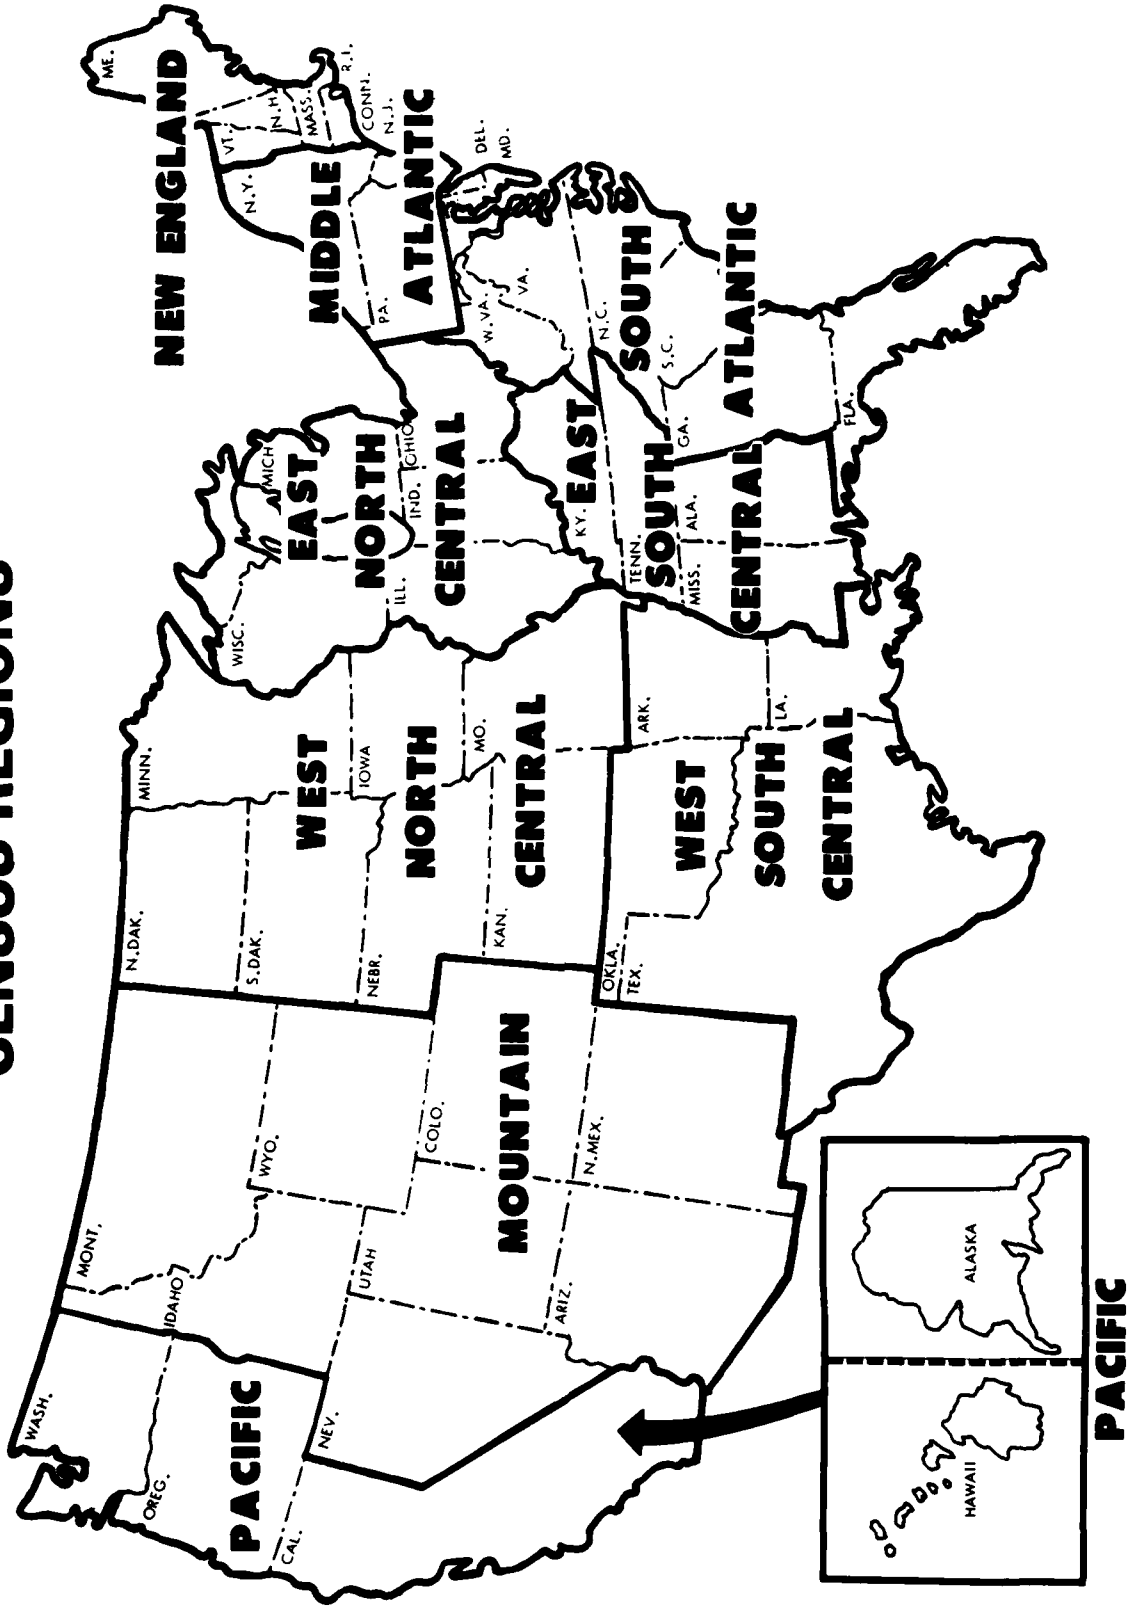 CENSUS REGIONS
NEW ENGLAND
ME.
VT.
N.H.
MASS.
R.I.
CONN.
MIDDLE
ATLANTIC
N.Y.
N.J.
PA.
DEL.
MD.
SOUTH
ATLANTIC
W.VA.
VA.
N.C.
S.C.
GA.
FLA.
EAST
NORTH
CENTRAL
MICH
OHIO
IND.
ILL.
WISC.
EAST
SOUTH
CENTRAL
KY.
TENN.
MISS.
ALA.
WEST
NORTH
CENTRAL
MINN.
IOWA
MO.
N.DAK.
S.DAK.
NEBR.
KAN.
WEST
SOUTH
CENTRAL
ARK.
LA.
OKLA.
TEX.
MOUNTAIN
MONT.
IDAHO
WYO.
COLO.
UTAH
NEV.
ARIZ.
N.MEX.
PACIFIC
WASH.
OREG.
CAL.
HAWAII
ALASKA
PACIFIC